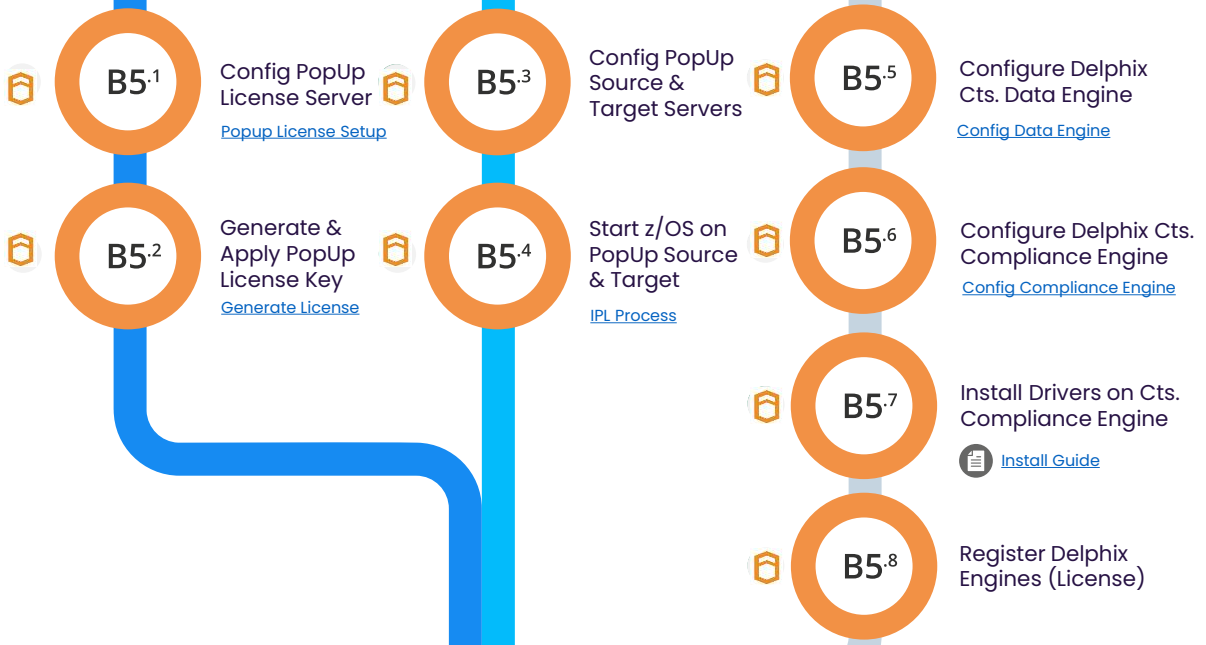 B5.1
Config PopUp
License Server
Popup License Setup
B5.2
Generate &
Apply PopUp
License Key
Generate License
B5.3
Config PopUp
Source &
Target Servers
B5.4
Start z/OS on
PopUp Source
& Target
IPL Process
B5.5
Configure Delphix
Cts. Data Engine
Config Data Engine
B5.6
Configure Delphix Cts.
Compliance Engine
Config Compliance Engine
B5.7
Install Drivers on Cts.
Compliance Engine
Install Guide
B5.8
Register Delphix
Engines (License)